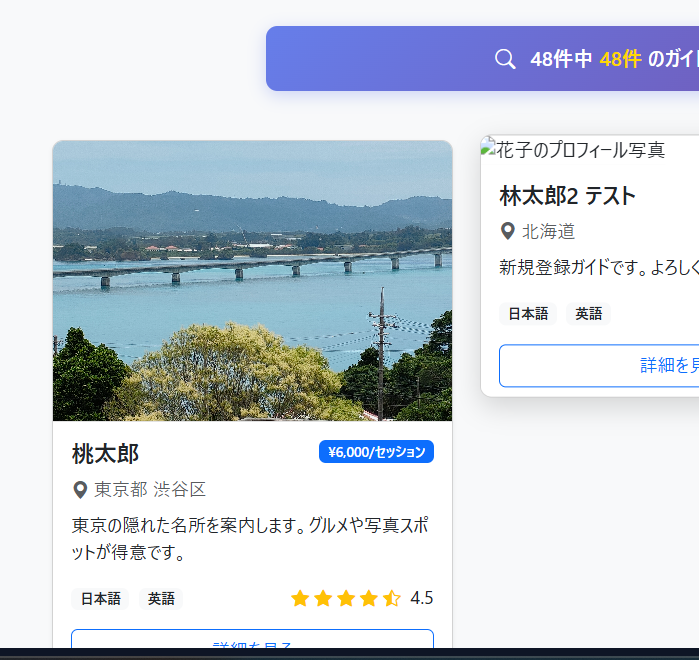 48件中 48件 のガイ
花子のプロフィール写真
林太郎2 テスト
北海道
新規登録ガイドです。よろしく
日本語 英語
詳細を見
桃太郎
¥6,000/セッション
東京都 渋谷区
東京の隠れた名所を案内します。グルメや写真スポ
ットが得意です。
日本語 英語
4.5
詳細を見る